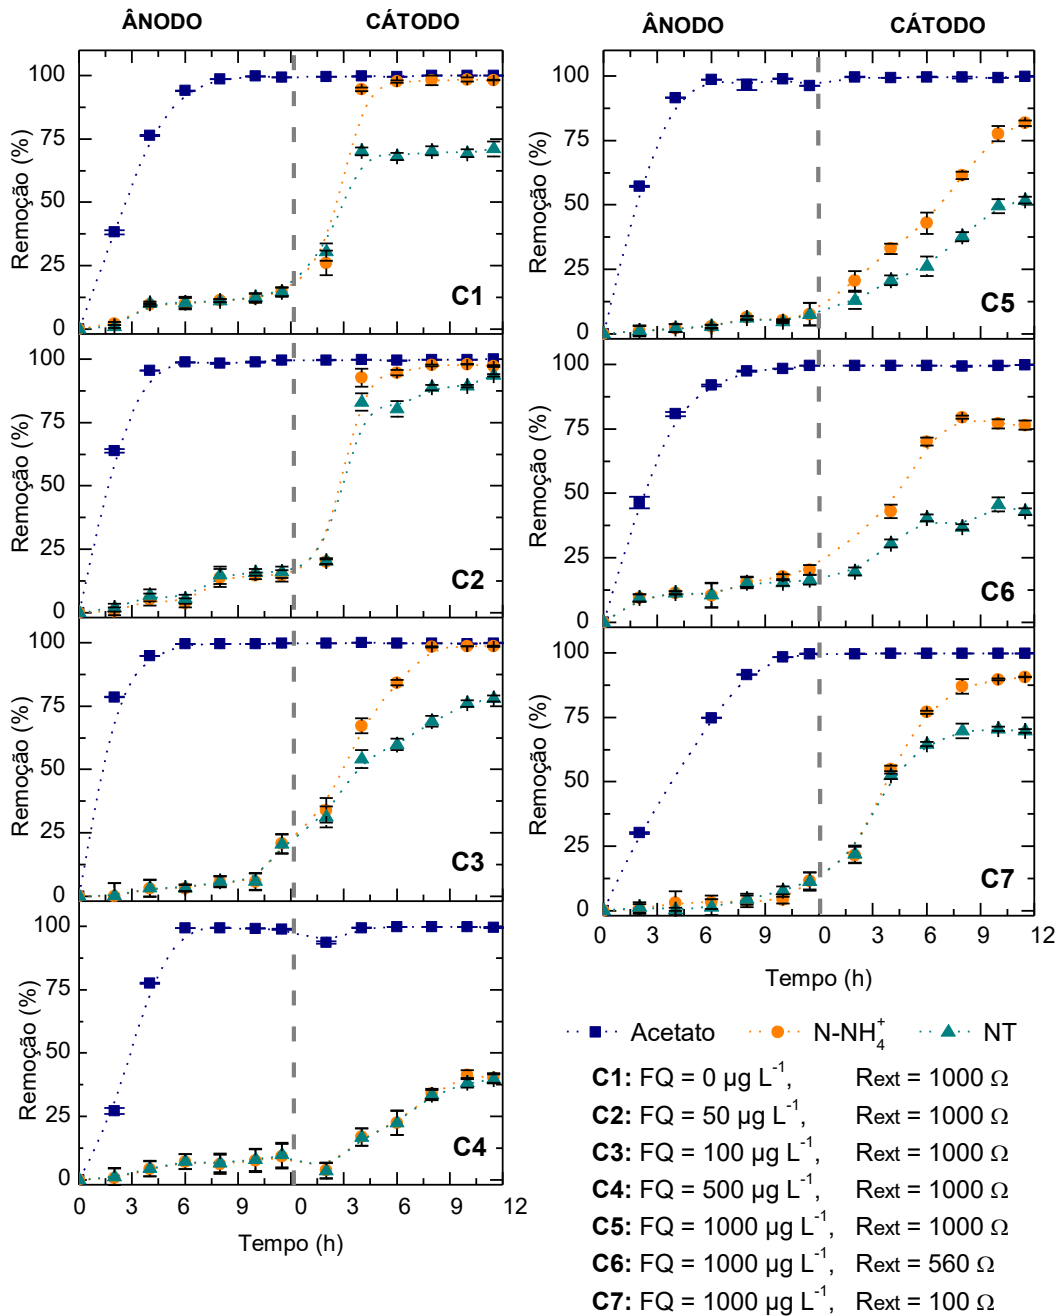 ÂNODO CÁTODO
100
75
50
25
0
Remoção (%)
C1
100
75
50
25
0
Remoção (%)
C2
100
75
50
25
0
Remoção (%)
C3
100
75
50
25
0
Remoção (%)
C4
0 3 6 9 0 3 6 9 12
Tempo (h)
ÂNODO CÁTODO
100
75
50
25
0
Remoção (%)
C5
100
75
50
25
0
Remoção (%)
C6
100
75
50
25
0
Remoção (%)
C7
0 3 6 9 0 3 6 9 12
Tempo (h)
Acetato N-NH₄⁺ NT
C1: FQ = 0 µg L⁻¹, Rext = 1000 Ω
C2: FQ = 50 µg L⁻¹, Rext = 1000 Ω
C3: FQ = 100 µg L⁻¹, Rext = 1000 Ω
C4: FQ = 500 µg L⁻¹, Rext = 1000 Ω
C5: FQ = 1000 µg L⁻¹, Rext = 1000 Ω
C6: FQ = 1000 µg L⁻¹, Rext = 560 Ω
C7: FQ = 1000 µg L⁻¹, Rext = 100 Ω